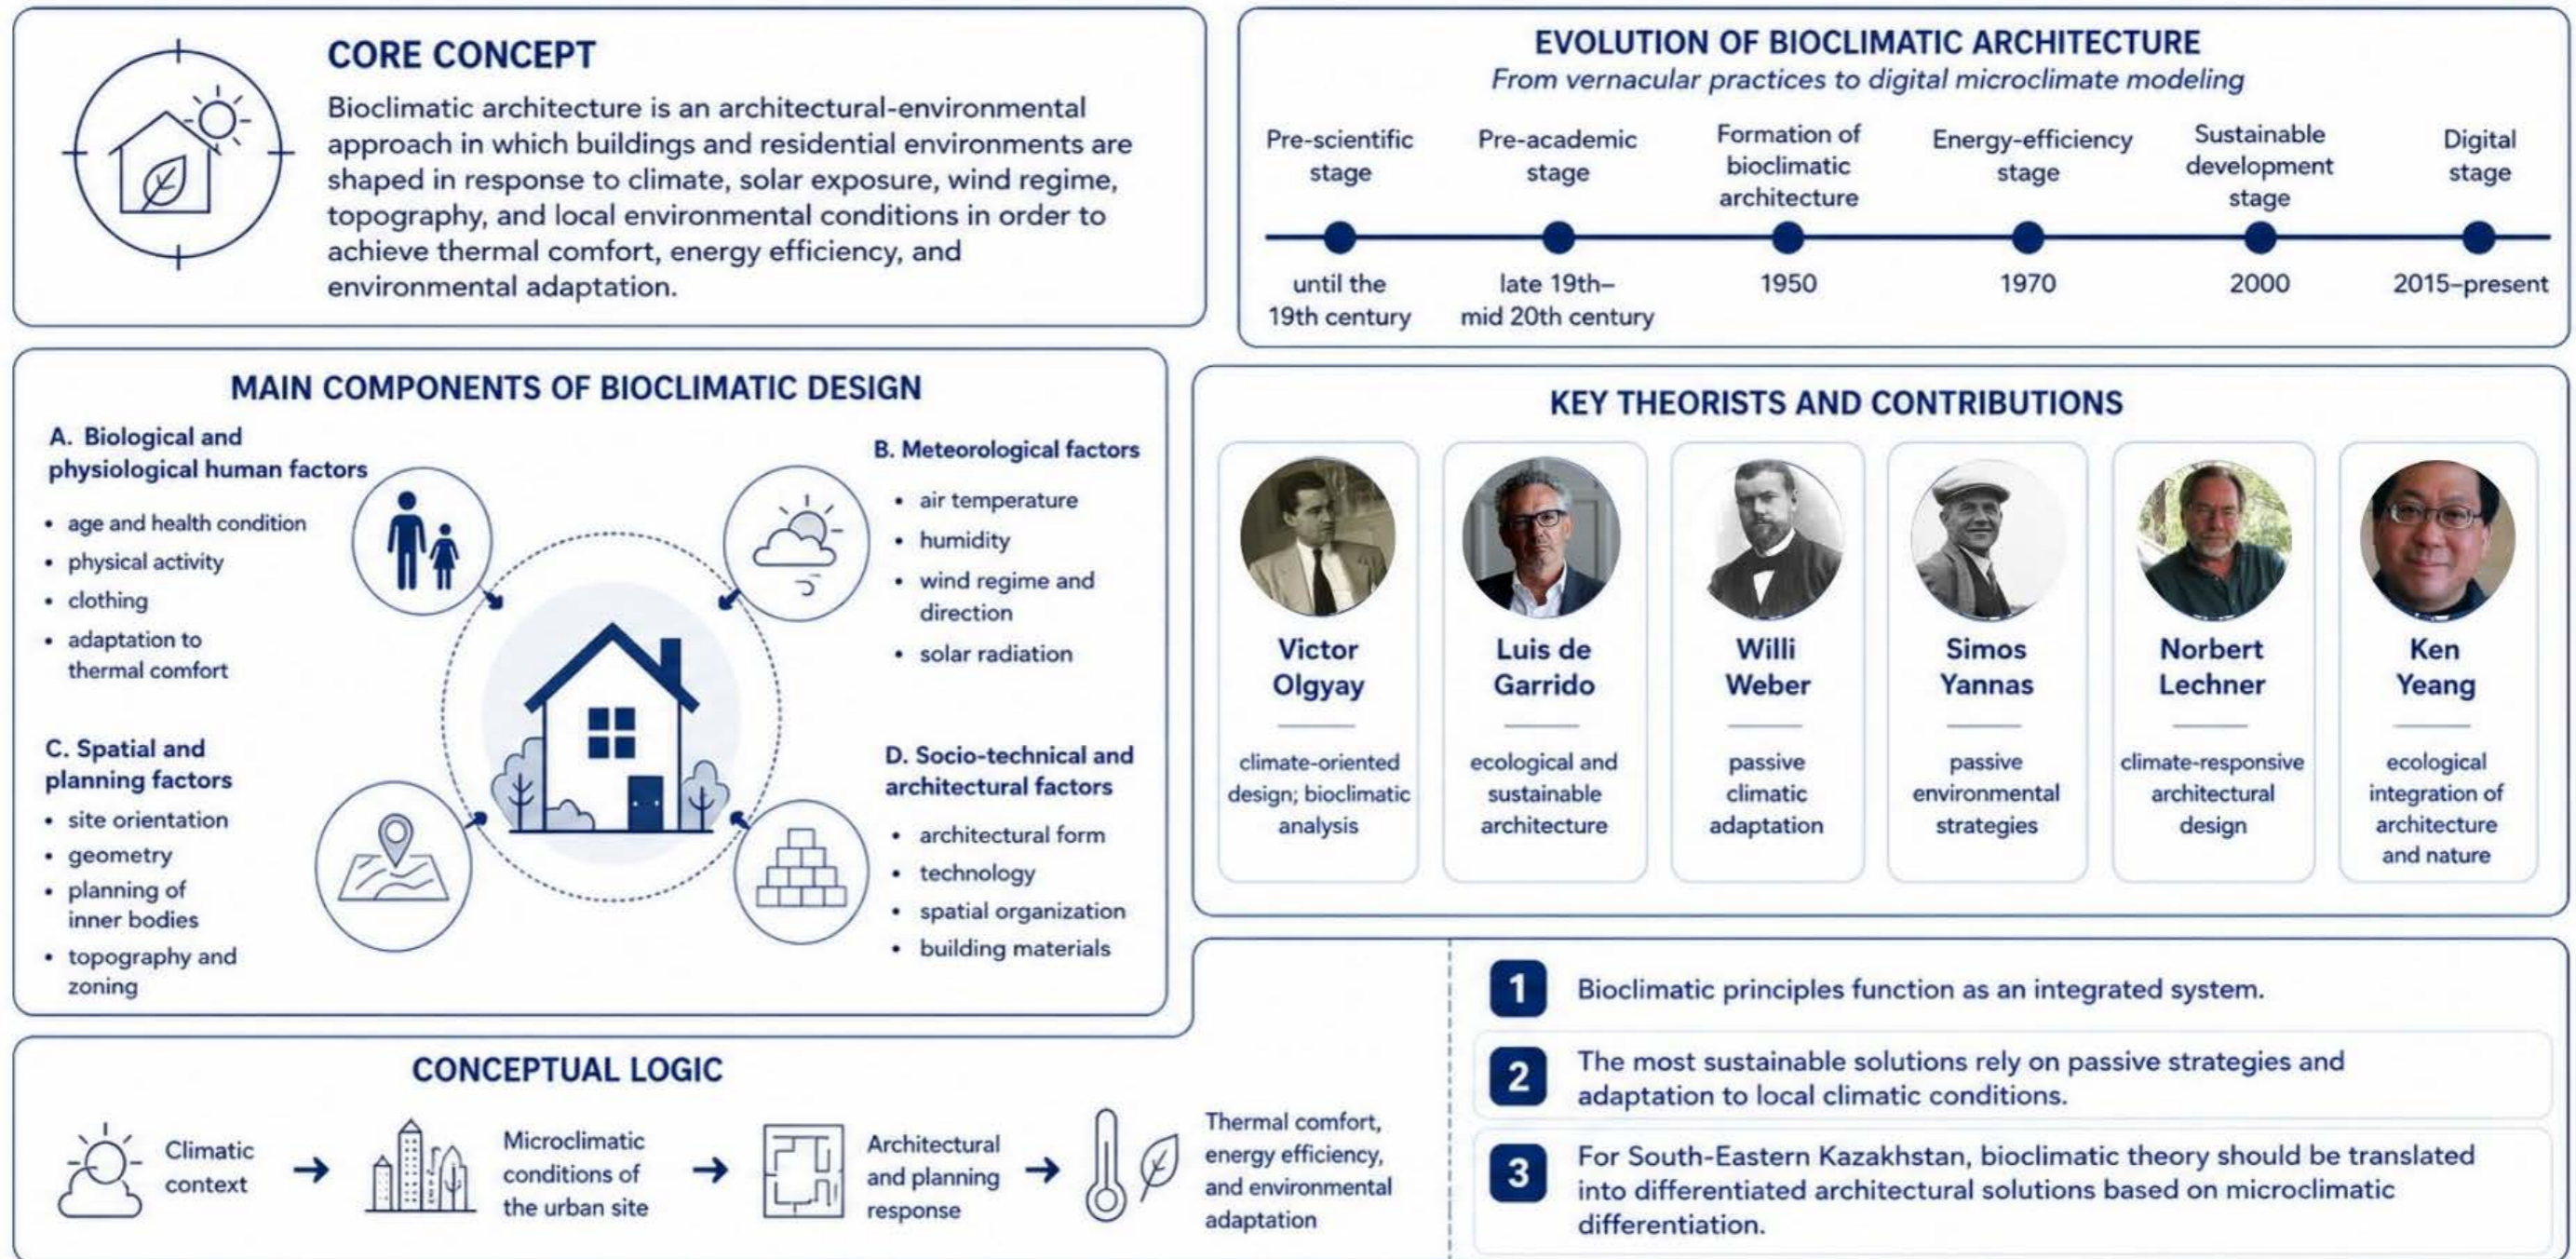 CORE CONCEPT
Bioclimatic architecture is an architectural-environmental
approach in which buildings and residential environments are
shaped in response to climate, solar exposure, wind regime,
topography, and local environmental conditions in order to
achieve thermal comfort, energy efficiency, and
environmental adaptation.
EVOLUTION OF BIOCLIMATIC ARCHITECTURE
From vernacular practices to digital microclimate modeling
Pre-scientific
stage
until the
19th century
Pre-academic
stage
late 19th–
mid 20th century
Formation of
bioclimatic
architecture
1950
Energy-efficiency
stage
1970
Sustainable
development
stage
2000
Digital
stage
2015–present
MAIN COMPONENTS OF BIOCLIMATIC DESIGN
A. Biological and
physiological human factors
• age and health condition
• physical activity
• clothing
• adaptation to
thermal comfort
B. Meteorological factors
• air temperature
• humidity
• wind regime and
direction
• solar radiation
C. Spatial and
planning factors
• site orientation
• geometry
• planning of
inner bodies
• topography and
zoning
D. Socio-technical and
architectural factors
• architectural form
• technology
• spatial organization
• building materials
KEY THEORISTS AND CONTRIBUTIONS
Victor
Olgyay
climate-oriented
design; bioclimatic
analysis
Luis de
Garrido
ecological and
sustainable
architecture
Willi
Weber
passive
climatic
adaptation
Simos
Yannas
passive
environmental
strategies
Norbert
Lechner
climate-responsive
architectural
design
Ken
Yeang
ecological
integration of
architecture
and nature
CONCEPTUAL LOGIC
Climatic
context
Microclimatic
conditions of
the urban site
Architectural
and planning
response
Thermal comfort,
energy efficiency,
and environmental
adaptation
1
Bioclimatic principles function as an integrated system.
2
The most sustainable solutions rely on passive strategies and
adaptation to local climatic conditions.
3
For South-Eastern Kazakhstan, bioclimatic theory should be translated
into differentiated architectural solutions based on microclimatic
differentiation.